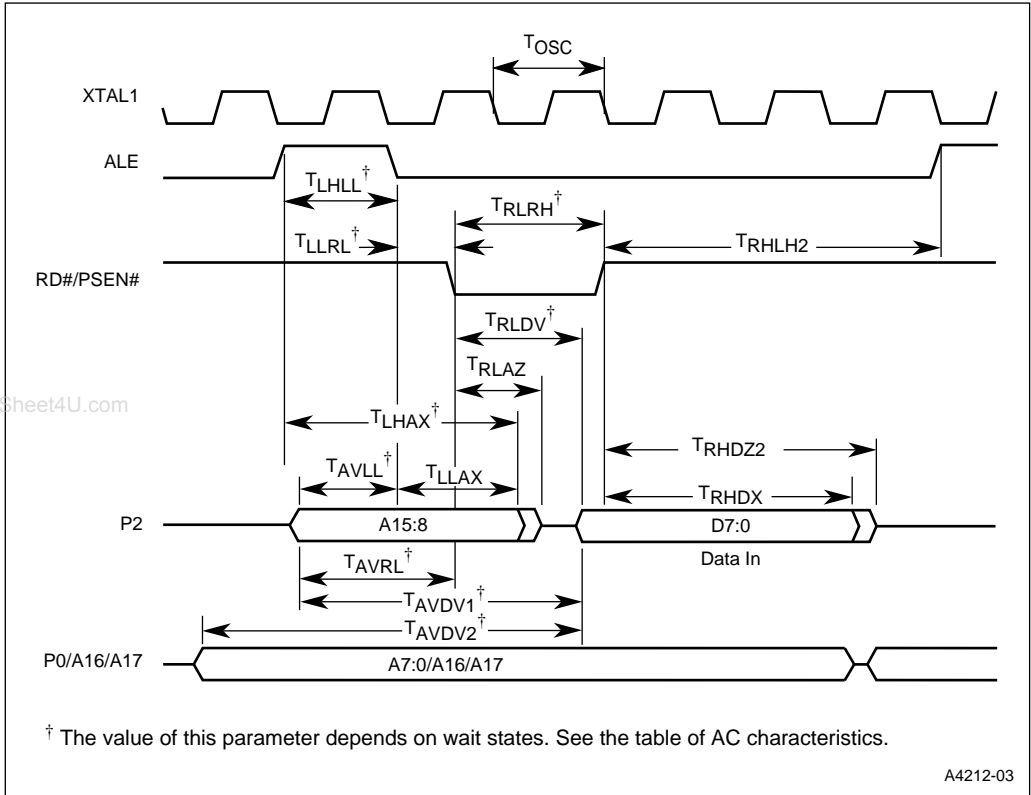 TOSC
XTAL1
ALE
TLHLL†
TRLRH†
TLLRL†
TRHLH2
RD#/PSEN#
TRLDV†
TRLAZ
Sheet4U.com
TLHAX†
TRHDZ2
TAVLL†
TLLAX
TRHDX
P2
A15:8
D7:0
Data In
TAVRL†
TAVDV1†
TAVDV2†
P0/A16/A17
A7:0/A16/A17
† The value of this parameter depends on wait states. See the table of AC characteristics.
A4212-03